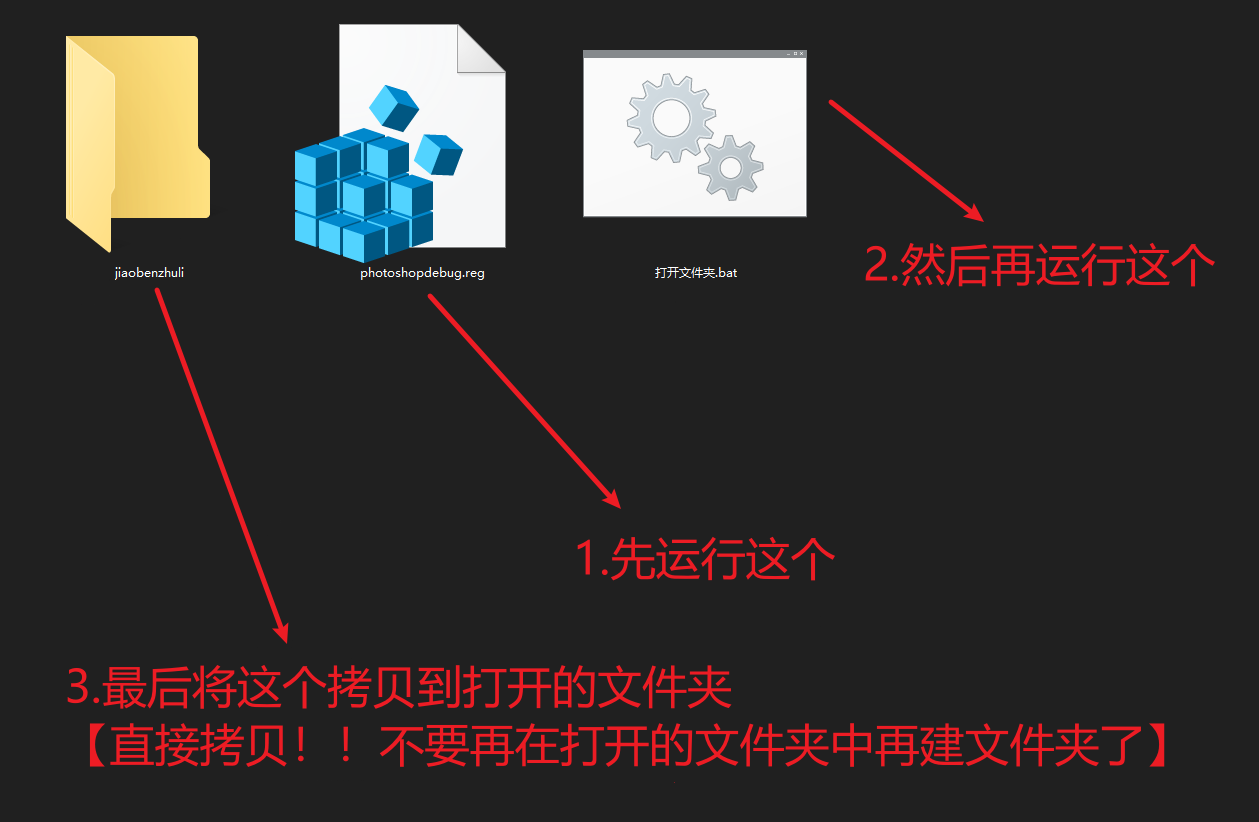 jiaobenzhuli
photoshopdebug.reg
打开文件夹.bat
2.然后再运行这个
1.先运行这个
3.最后将这个拷贝到打开的文件夹
【直接拷贝！！不要再在打开的文件夹中再建文件夹了】